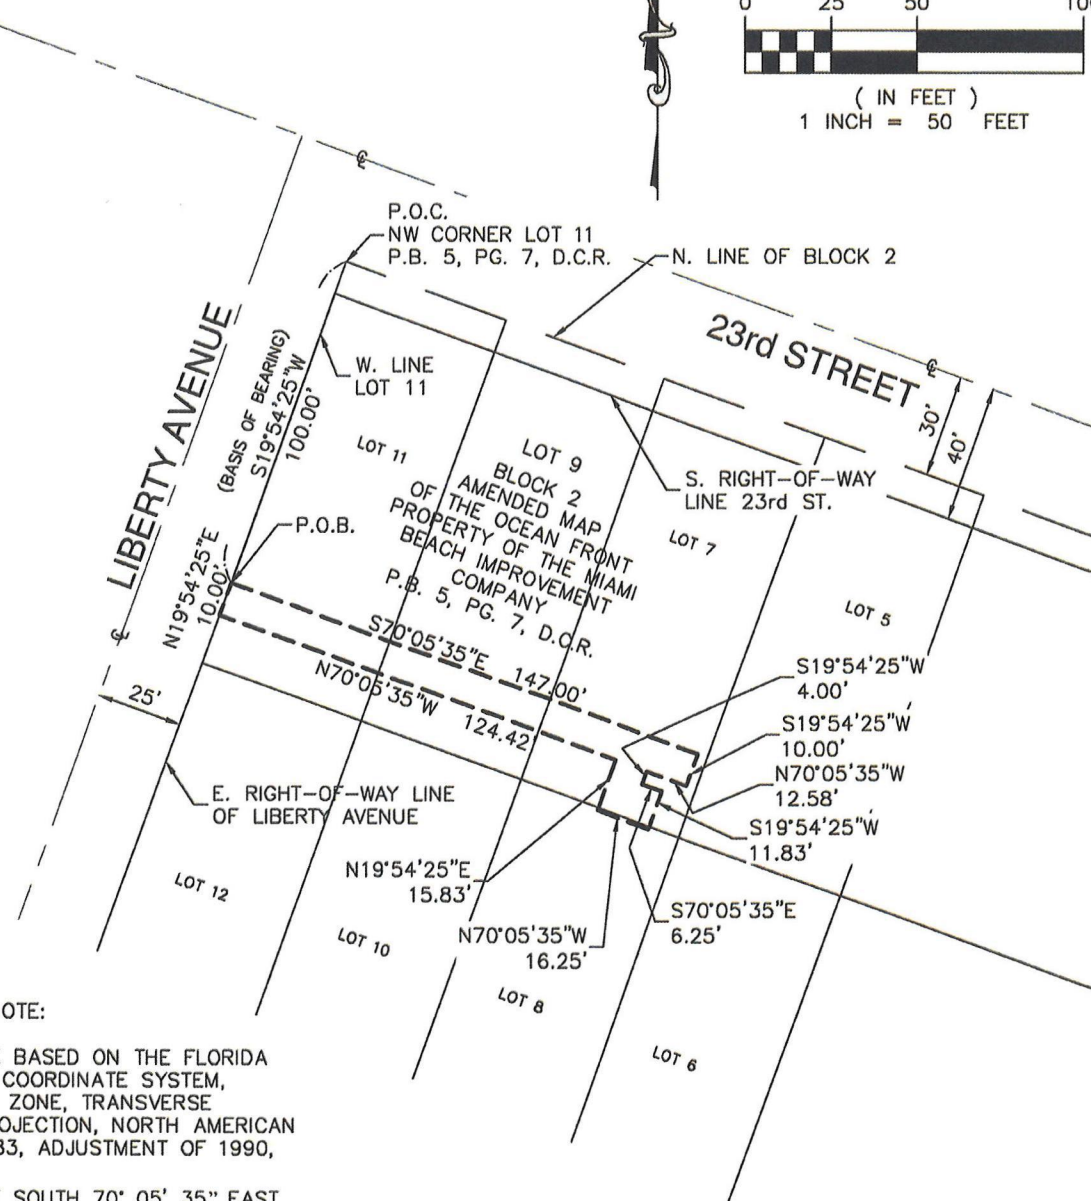 0 25 50
( IN FEET )
1 INCH = 50 FEET
℄
P.O.C.
NW CORNER LOT 11
P.B. 5, PG. 7, D.C.R.
N. LINE OF BLOCK 2
23rd STREET
℄
30'
40'
LIBERTY AVENUE
℄
(BASIS OF BEARING)
S19°54'25"W
100.00'
W. LINE
LOT 11
LOT 11
LOT 9
BLOCK 2
AMENDED MAP
OF THE OCEAN FRONT
PROPERTY OF THE MIAMI
BEACH IMPROVEMENT
COMPANY
P.B. 5, PG. 7, D.C.R.
S. RIGHT-OF-WAY
LINE 23rd ST.
LOT 7
LOT 5
P.O.B.
N19°54'25"E
10.00'
S70°05'35"E 147.00'
N70°05'35"W 124.42'
25'
S19°54'25"W
4.00'
S19°54'25"W
10.00'
N70°05'35"W
12.58'
S19°54'25"W
11.83'
E. RIGHT-OF-WAY LINE
OF LIBERTY AVENUE
N19°54'25"E
15.83'
S70°05'35"E
6.25'
N70°05'35"W
16.25'
LOT 12
LOT 10
LOT 8
LOT 6
OTE:
BASED ON THE FLORIDA
COORDINATE SYSTEM,
ZONE, TRANSVERSE
OJECTION, NORTH AMERICAN
83, ADJUSTMENT OF 1990,
SOUTH 70° 05' 35" EAST